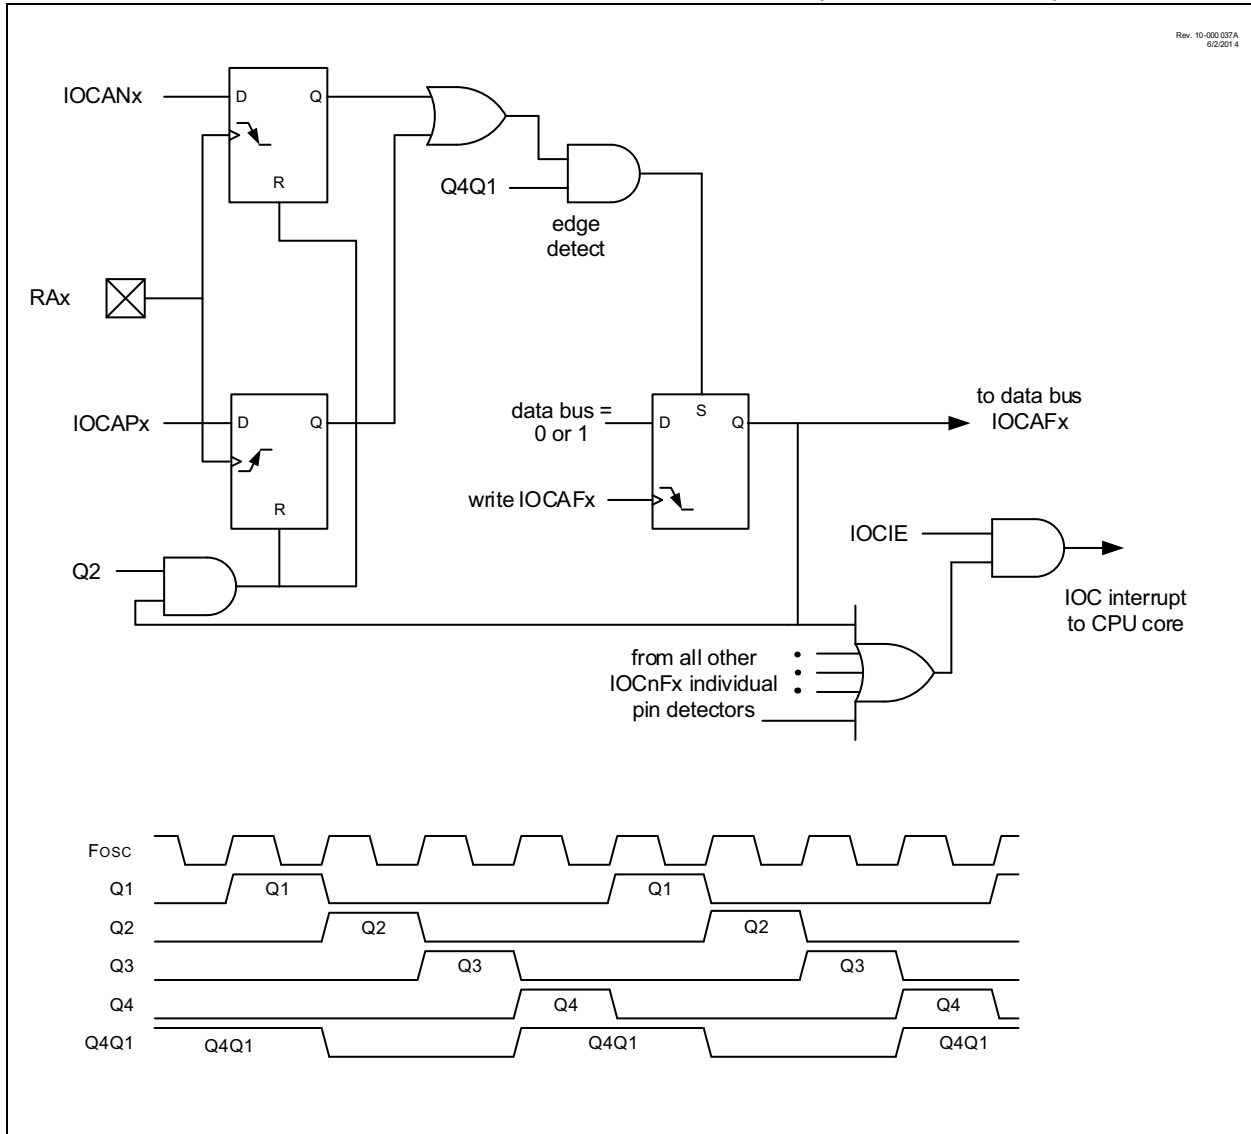 Rev. 10-000 037A
6/2/201 4
IOCANx
D
Q
R
Q4Q1
edge
detect
RAx
IOCAPx
D
Q
R
data bus =
0 or 1
D
S
Q
write IOCAFx
to data bus
IOCAFx
IOCIE
IOC interrupt
to CPU core
Q2
from all other
IOCnFx individual
pin detectors
FOSC
Q1
Q1
Q1
Q2
Q2
Q2
Q3
Q3
Q3
Q4
Q4
Q4
Q4Q1
Q4Q1
Q4Q1
Q4Q1